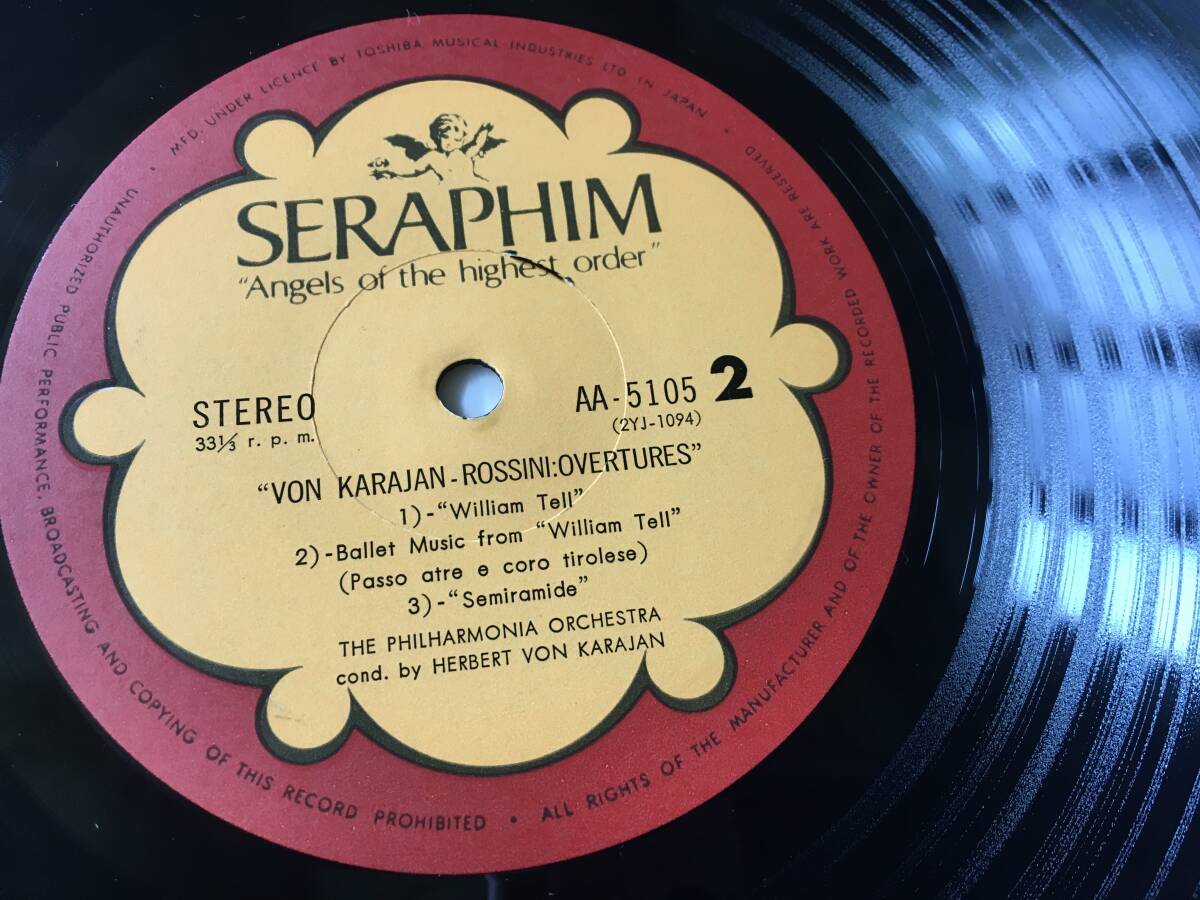 MFD. UNDER LICENCE BY TOSHIBA MUSICAL INDUSTRIES LTD. IN JAPAN •
SERAPHIM
"Angels of the highest order"
STEREO
33⅓ r. p. m.
AA-5105 2
(2YJ-1094)
"VON KARAJAN-ROSSINI:OVERTURES"
1)-"William Tell"
2)-Ballet Music from "William Tell"
(Passo atre e coro tirolese)
3)-"Semiramide"
THE PHILHARMONIA ORCHESTRA
cond. by HERBERT VON KARAJAN
ALL RIGHTS OF THE MANUFACTURER AND OF THE OWNER OF THE RECORDED WORK ARE RESERVED •
UNAUTHORIZED PUBLIC PERFORMANCE, BROADCASTING AND COPYING OF THIS RECORD PROHIBITED •